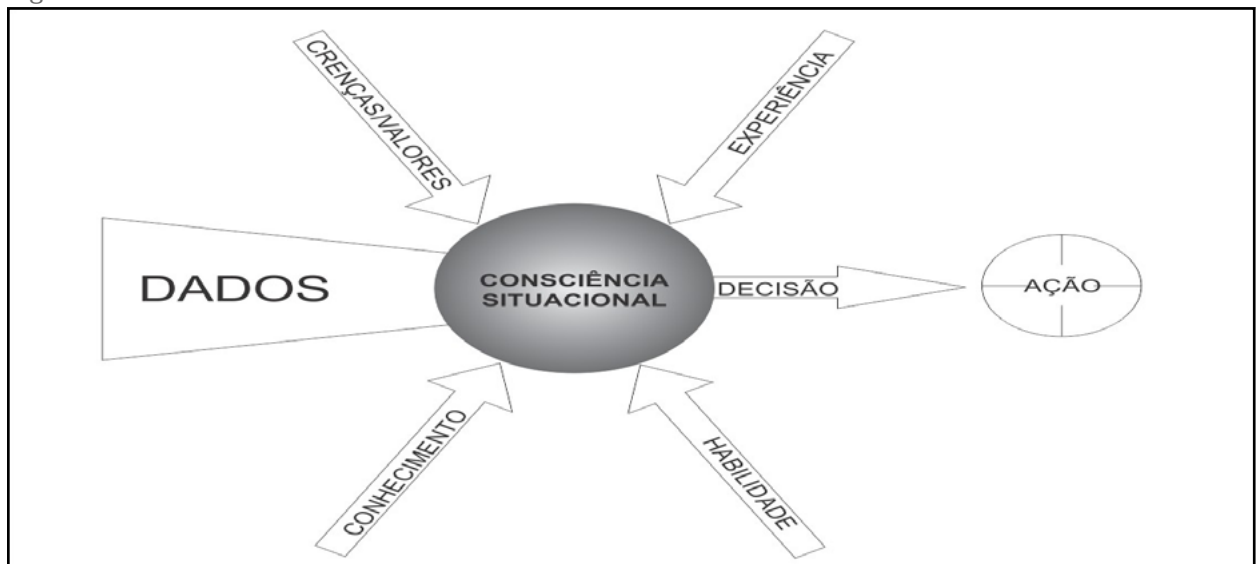 CRENÇAS/VALORES
EXPERIÊNCIA
DADOS
CONSCIÊNCIA
SITUACIONAL
DECISÃO
AÇÃO
CONHECIMENTO
HABILIDADE